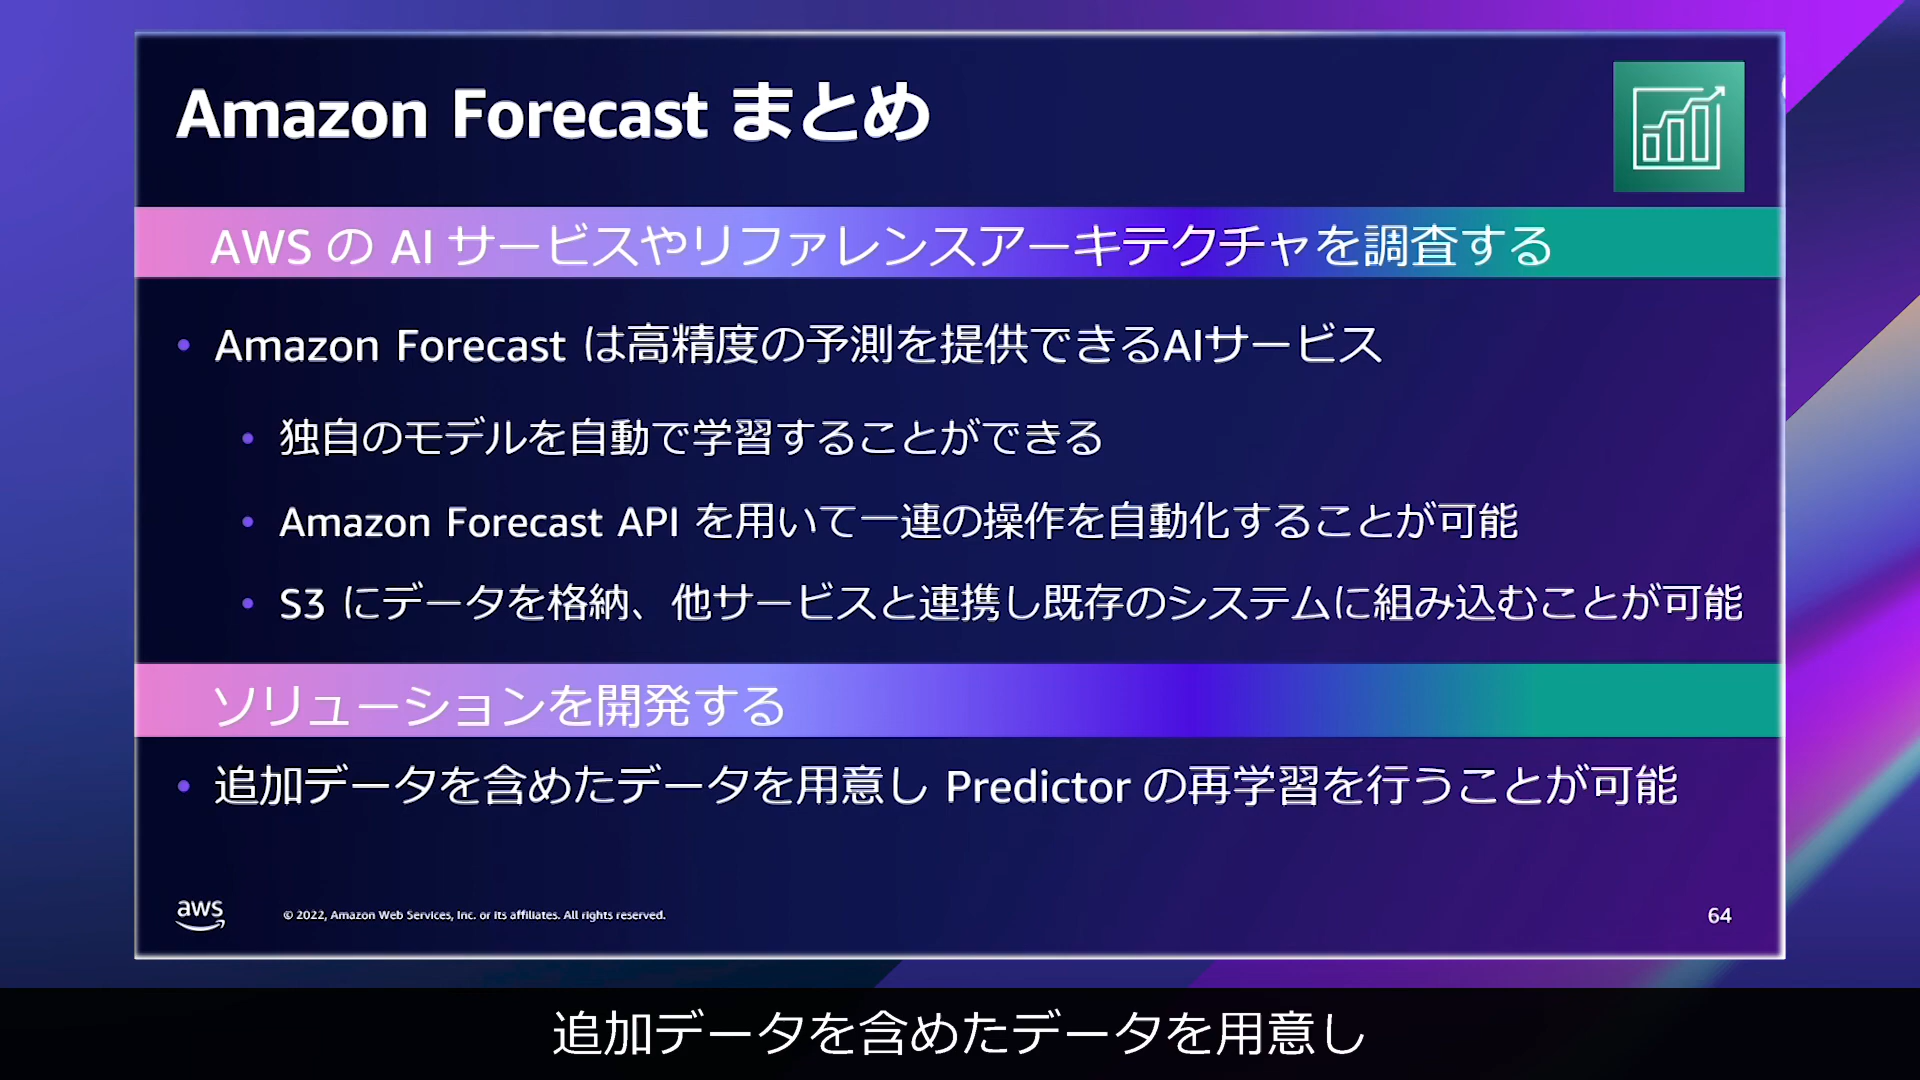 Amazon Forecast まとめ
AWS の AI サービスやリファレンスアーキテクチャを調査する
• Amazon Forecast は高精度の予測を提供できるAIサービス
• 独自のモデルを自動で学習することができる
• Amazon Forecast API を用いて一連の操作を自動化することが可能
• S3 にデータを格納、他サービスと連携し既存のシステムに組み込むことが可能
ソリューションを開発する
• 追加データを含めたデータを用意し Predictor の再学習を行うことが可能
aws
© 2022, Amazon Web Services, Inc. or its affiliates. All rights reserved.
64
追加データを含めたデータを用意し